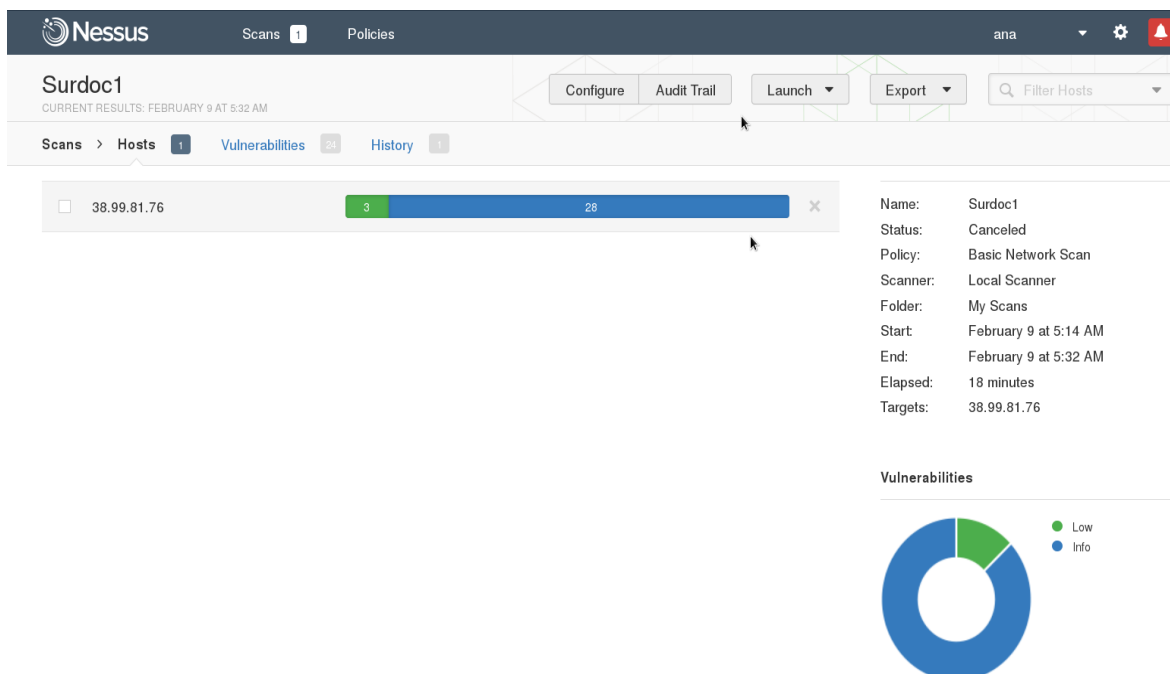 Nessus Scans 1 Policies ana
Surdoc1
CURRENT RESULTS: FEBRUARY 9 AT 5:32 AM
Configure Audit Trail Launch Export Filter Hosts
Scans > Hosts 1 Vulnerabilities 24 History 1
38.99.81.76 3 28
Name: Surdoc1
Status: Canceled
Policy: Basic Network Scan
Scanner: Local Scanner
Folder: My Scans
Start: February 9 at 5:14 AM
End: February 9 at 5:32 AM
Elapsed: 18 minutes
Targets: 38.99.81.76
Vulnerabilities
Low
Info